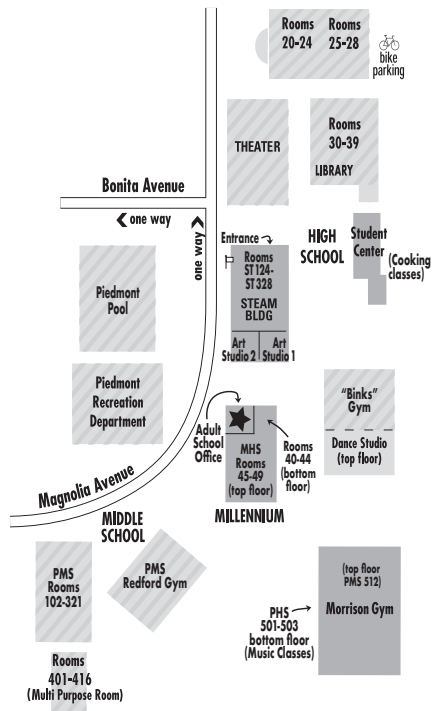 Rooms
20-24
Rooms
25-28
bike
parking
THEATER
Rooms
30-39
LIBRARY
Bonita Avenue
one way
one way
Entrance
HIGH
SCHOOL
Student
Center
(Cooking
classes)
Rooms
ST124-
ST328
STEAM
BLDG
Art
Studio 2
Art
Studio 1
Piedmont
Pool
Piedmont
Recreation
Department
"Binks"
Gym
Dance Studio
(top floor)
Adult
School
Office
MHS
Rooms
45-49
(top floor)
Rooms
40-44
(bottom
floor)
Magnolia Avenue
MIDDLE
SCHOOL
MILLENNIUM
PMS
Rooms
102-321
PMS
Redford Gym
(top floor
PMS 512)
Morrison Gym
PHS
501-503
bottom floor
(Music Classes)
Rooms
401-416
(Multi Purpose Room)